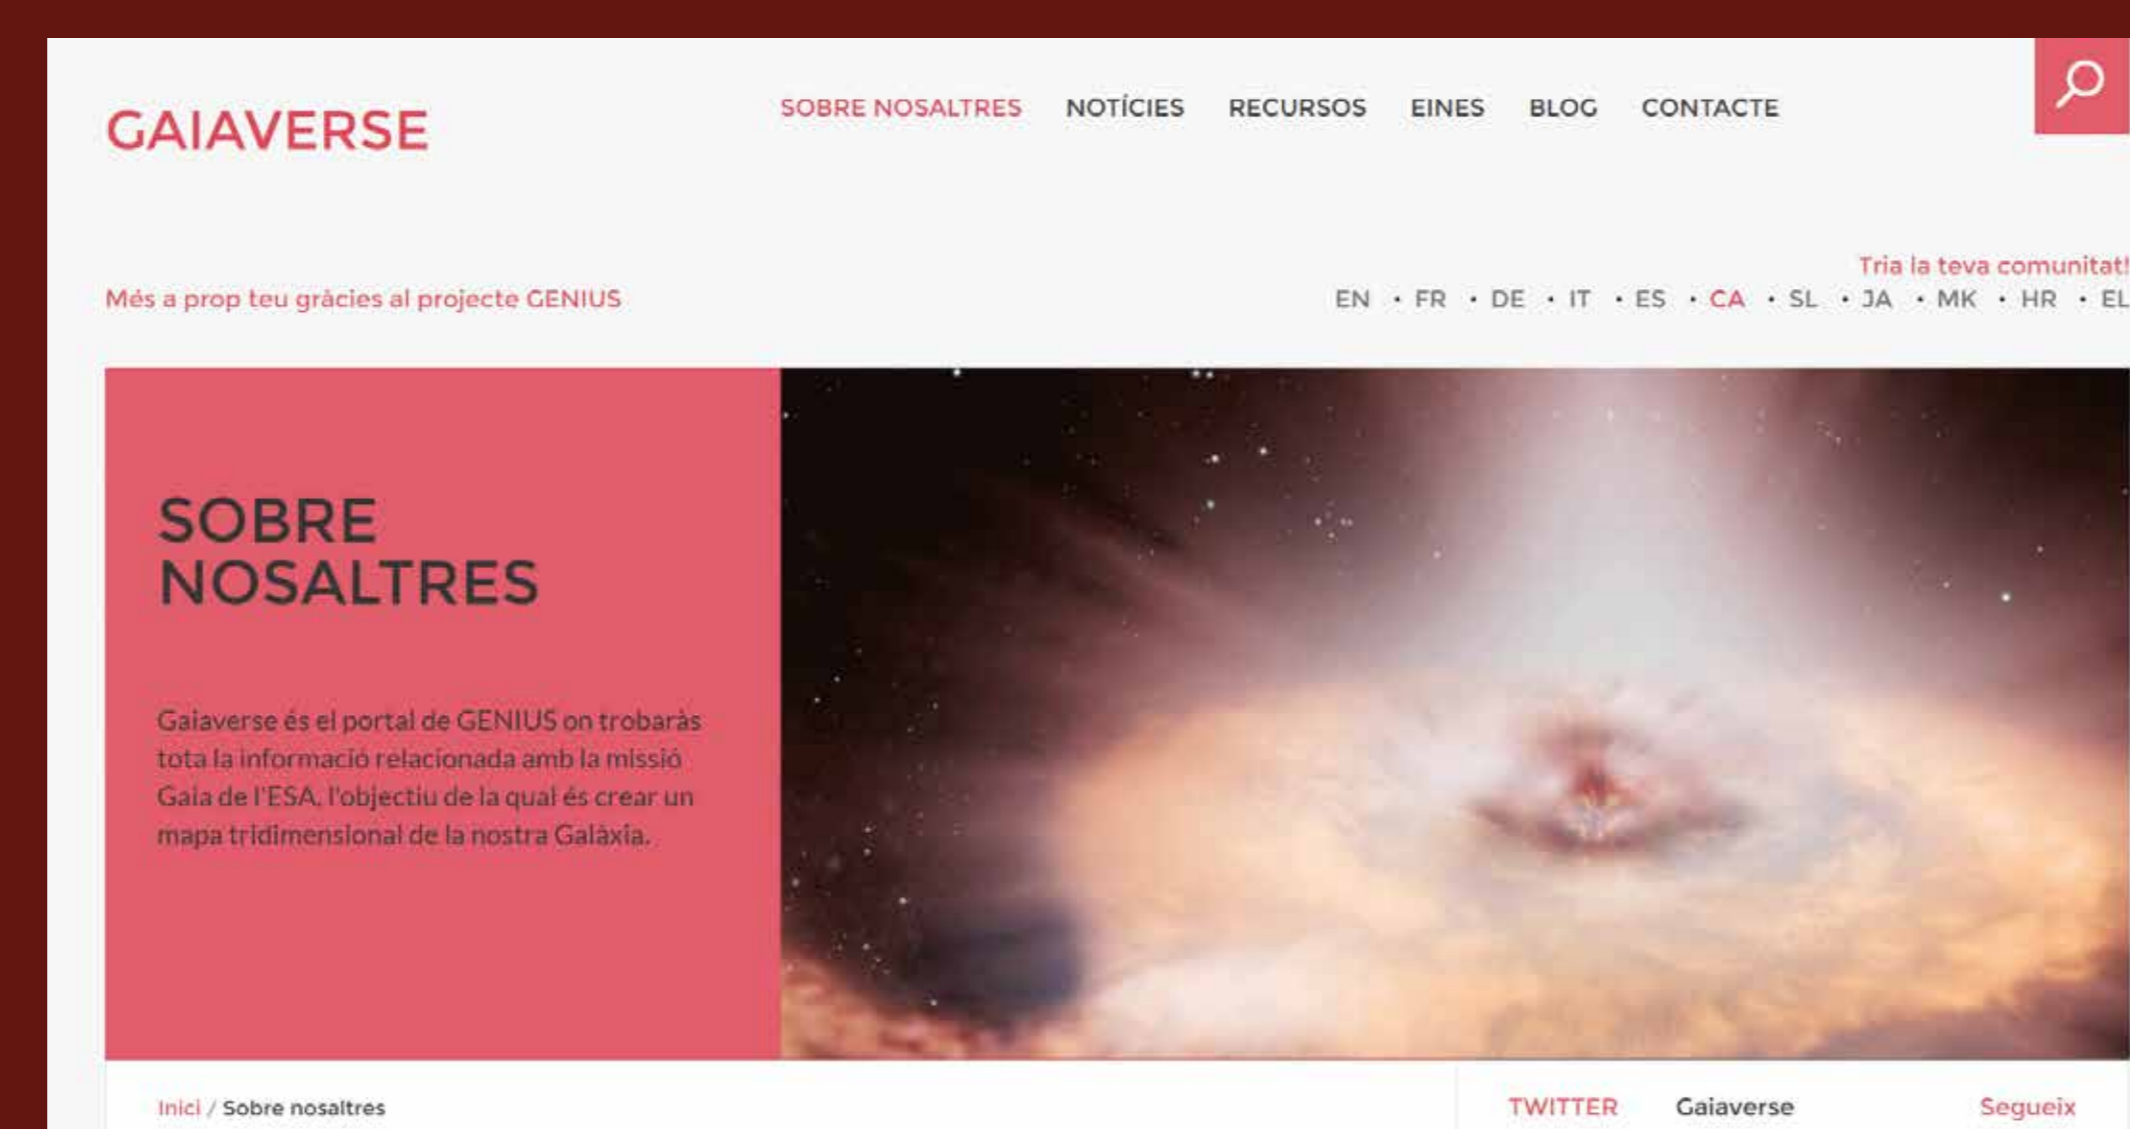 GAIAVERSE
SOBRE NOSALTRES NOTÍCIES RECURSOS EINES BLOG CONTACTE
Tria la teva comunitat!
Més a prop teu gràcies al projecte GENIUS
EN • FR • DE • IT • ES • CA • SL • JA • MK • HR • EL
SOBRE
NOSALTRES
Gaiaverse és el portal de GENIUS on trobaràs
tota la informació relacionada amb la missió
Gaia de l'ESA, l'objectiu de la qual és crear un
mapa tridimensional de la nostra Galàxia.
Inici / Sobre nosaltres
TWITTER Gaiaverse Segueix